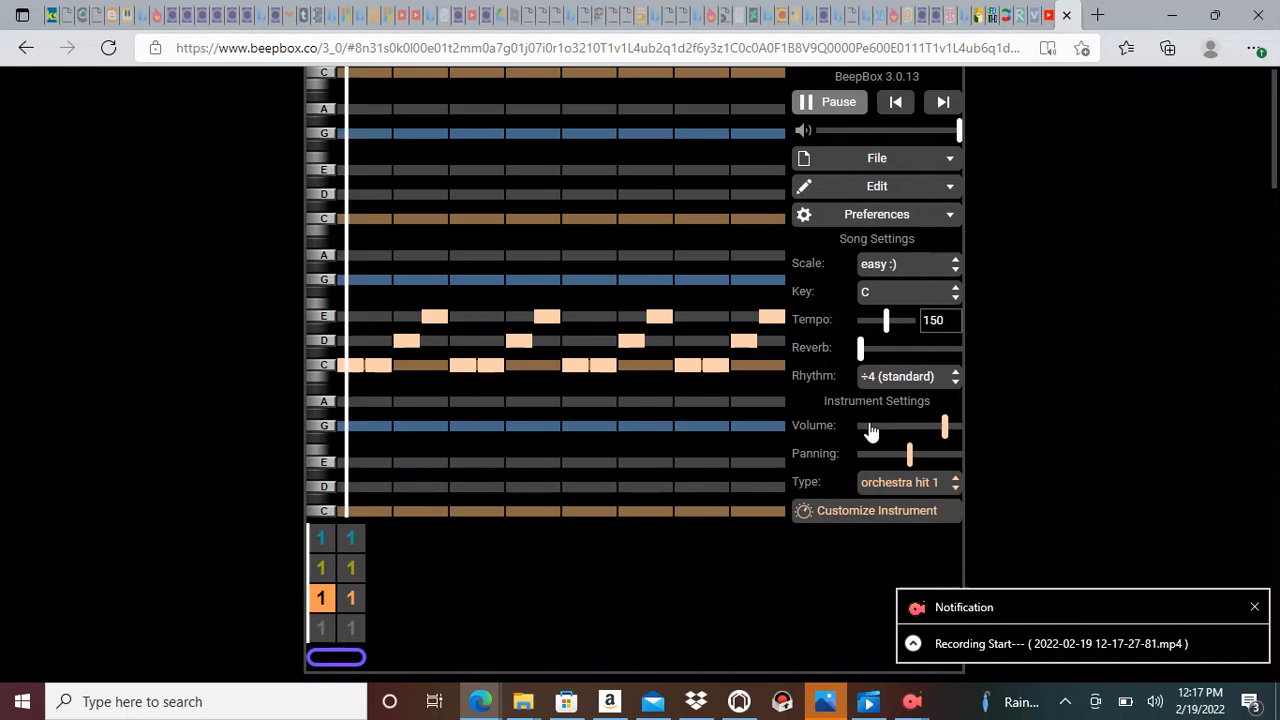 https://www.beepbox.co/3_0/#8n31s0k0l00e01t2mm0a7g01j07i0r1o3210T1v1L4ub2q1d2f6y3z1C0c0A0F1B8V9Q0000Pe600E0111T1v1L4ub6q1d...
C
BeepBox 3.0.13
Pause
A
G
File
E
Edit
D
C
Preferences
Song Settings
A
Scale:
easy :)
G
Key:
C
E
Tempo:
150
D
Reverb:
C
Rhythm:
÷4 (standard)
A
Instrument Settings
G
Volume:
Panning:
E
Type:
orchestra hit 1
D
C
Customize Instrument
1 1
1 1
1 1
1 1
Notification
Recording Start--- ( 2022-02-19 12-17-27-81.mp4 )
Type here to search
Rain...
12:17 PM
2/19/2022
3